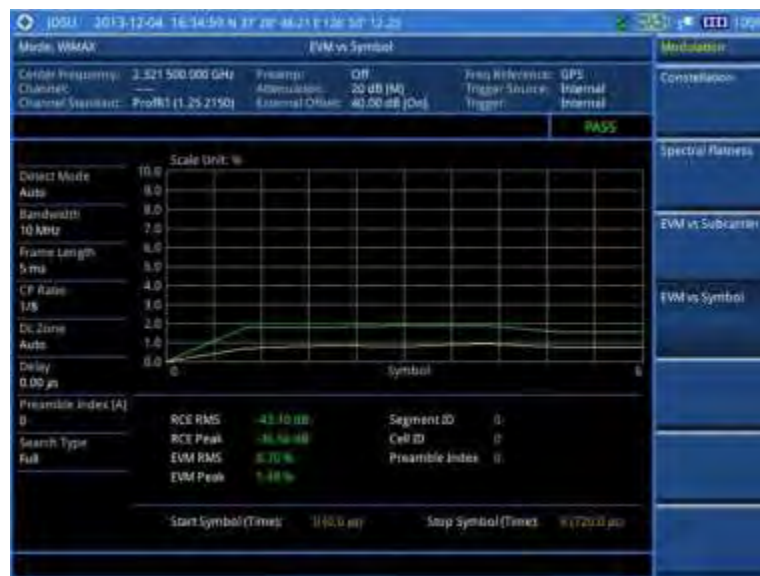 JDSU 2013-12-04 16:54:59
Mode: WiMAX
EVM vs Symbol
Modulation
Center Frequency: 2.321 500 000 GHz
Channel: ---
Channel Standard: Profile1 (1.25 2150)
Preamp: Off
Attenuation: 20 dB [M]
External Offset: 40.00 dB [On]
Freq Reference: GPS
Trigger Source: Internal
Trigger: Internal
PASS
Constellation
Spectral Flatness
EVM vs Subcarrier
EVM vs Symbol
Detect Mode
Auto
Bandwidth
10 MHz
Frame Length
5 ms
CP Ratio
1/8
DL Zone
Auto
Delay
0.00 µs
Preamble Index [A]
0
Search Type
Full
Scale Unit: %
10.0
9.0
8.0
7.0
6.0
5.0
4.0
3.0
2.0
1.0
0.0
0
Symbol
6
RCE RMS
RCE Peak
EVM RMS
EVM Peak
Segment ID 0
Cell ID 0
Preamble Index 0
Start Symbol (Time):
Stop Symbol (Time):